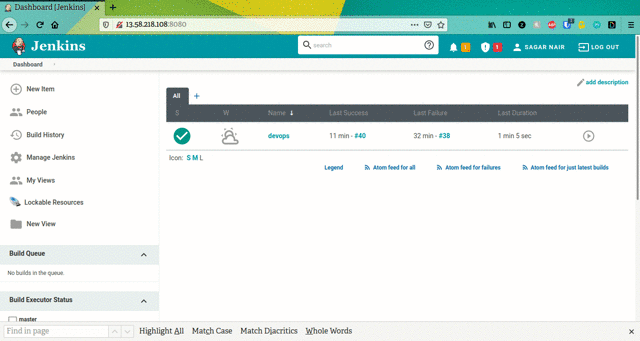 Dashboard [Jenkins]
13.58.218.108:8080
Jenkins
search
1
1
SAGAR NAIR
LOG OUT
Dashboard
add description
New Item
People
Build History
Manage Jenkins
My Views
Lockable Resources
New View
Build Queue
No builds in the queue.
Build Executor Status
master
All +
S W Name ↓ Last Success Last Failure Last Duration
devops 11 min - #40 32 min - #38 1 min 5 sec
Icon: S M L
Legend Atom feed for all Atom feed for failures Atom feed for just latest builds
Find in page Highlight All Match Case Match Diacritics Whole Words